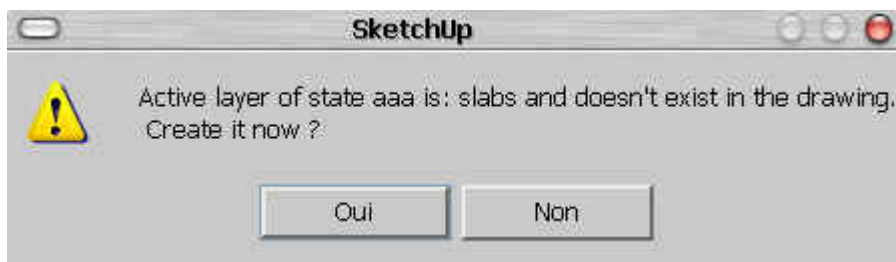 SketchUp
Active layer of state aaa is: slabs and doesn't exist in the drawing.
Create it now ?
Oui
Non